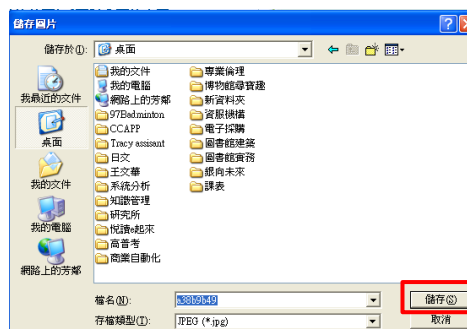 儲存圖片
儲存於(I):
桌面
我最近的文件
桌面
我的文件
我的電腦
網路上的芳鄰
我的文件
我的電腦
網路上的芳鄰
97Badminton
CCAPP
Tracy assisant
日文
王文華
系統分析
知識管理
研究所
悅讀e起來
高普考
商業自動化
專業倫理
博物館尋寶趣
新資料夾
資服機構
電子採購
圖書館建築
圖書館實務
銀向未來
課表
檔名(N):
a38b9b49
儲存(S)
存檔類型(T):
JPEG (*.jpg)
取消